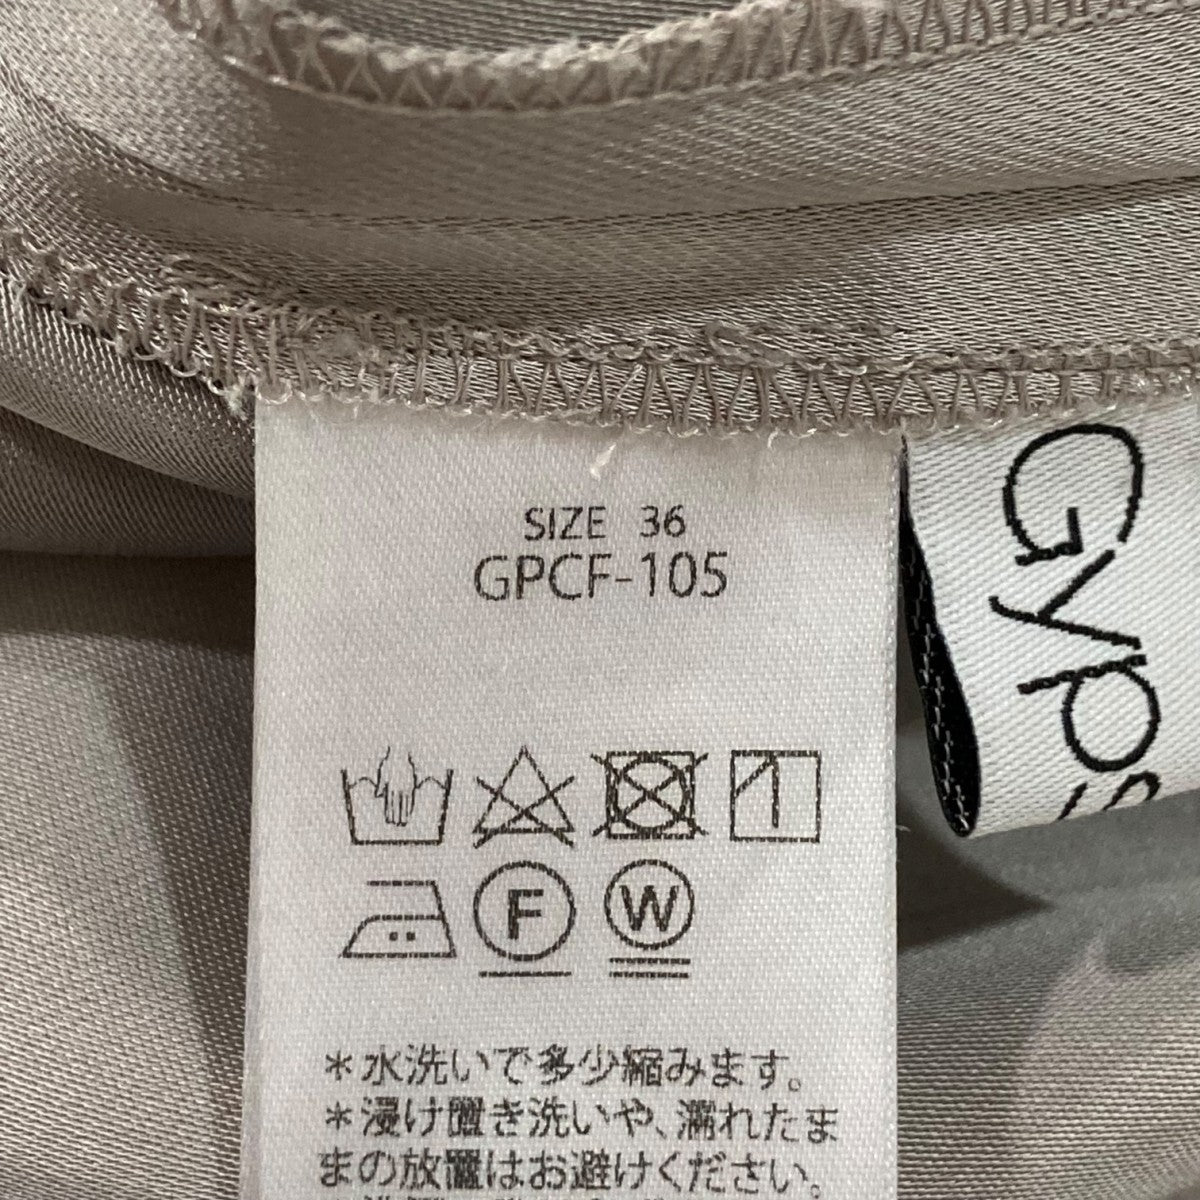 SIZE 36
GPCF-105
F W
*水洗いで多少縮みます。
*浸け置き洗いや、濡れたま
まの放置はお避けください。
Gyps